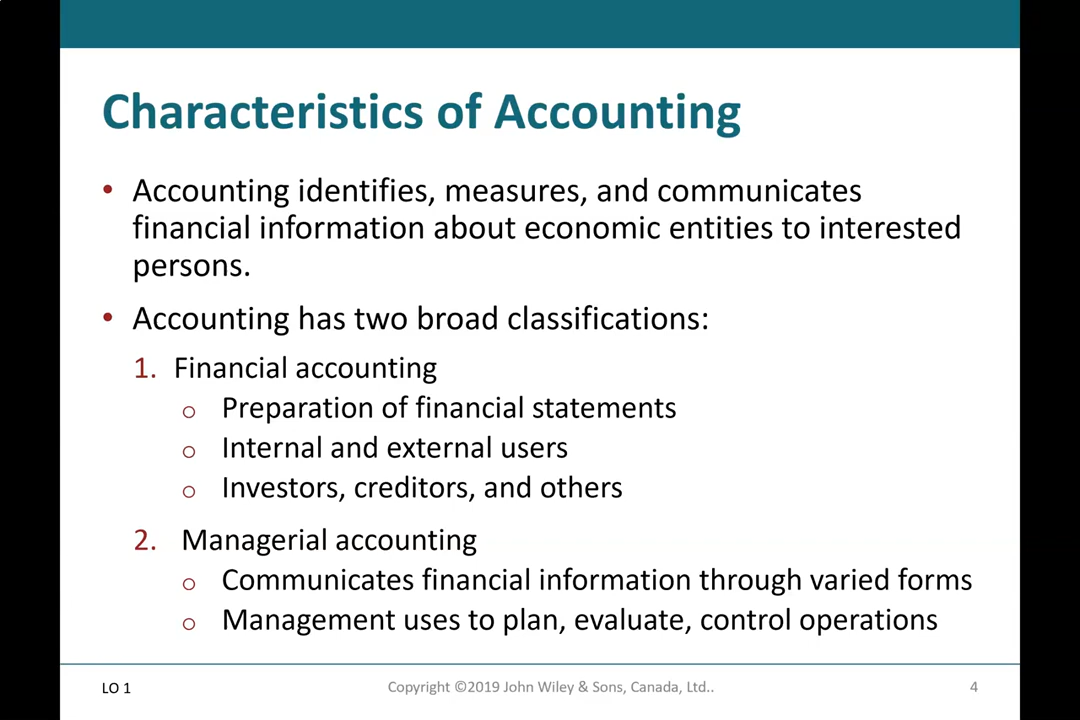 Characteristics of Accounting
• Accounting identifies, measures, and communicates
financial information about economic entities to interested
persons.
• Accounting has two broad classifications:
1. Financial accounting
o Preparation of financial statements
o Internal and external users
o Investors, creditors, and others
2. Managerial accounting
o Communicates financial information through varied forms
o Management uses to plan, evaluate, control operations
LO 1
Copyright ©2019 John Wiley & Sons, Canada, Ltd..
4